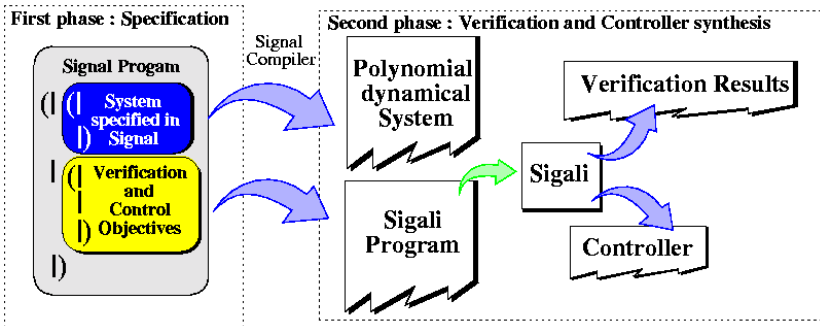 First phase : Specification
Second phase : Verification and Controller synthesis
Signal Progam
(|
(|
System
specified in
|)
Signal
|
(|
Verification
and
|
Control
|)
Objectives
|)
Signal
Compiler
Polynomial
dynamical
System
Sigali
Program
Sigali
Verification Results
Controller